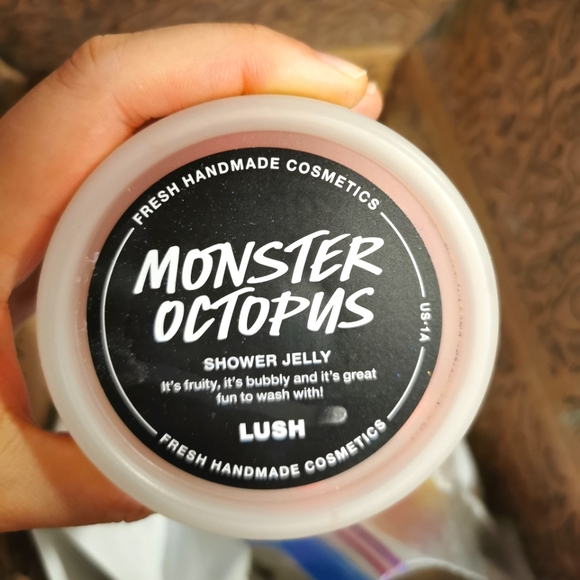 FRESH HANDMADE COSMETICS
MONSTER
OCTOPUS
US-1A
SHOWER JELLY
It's fruity, it's bubbly and it's great
fun to wash with!
LUSH
FRESH HANDMADE COSMETICS